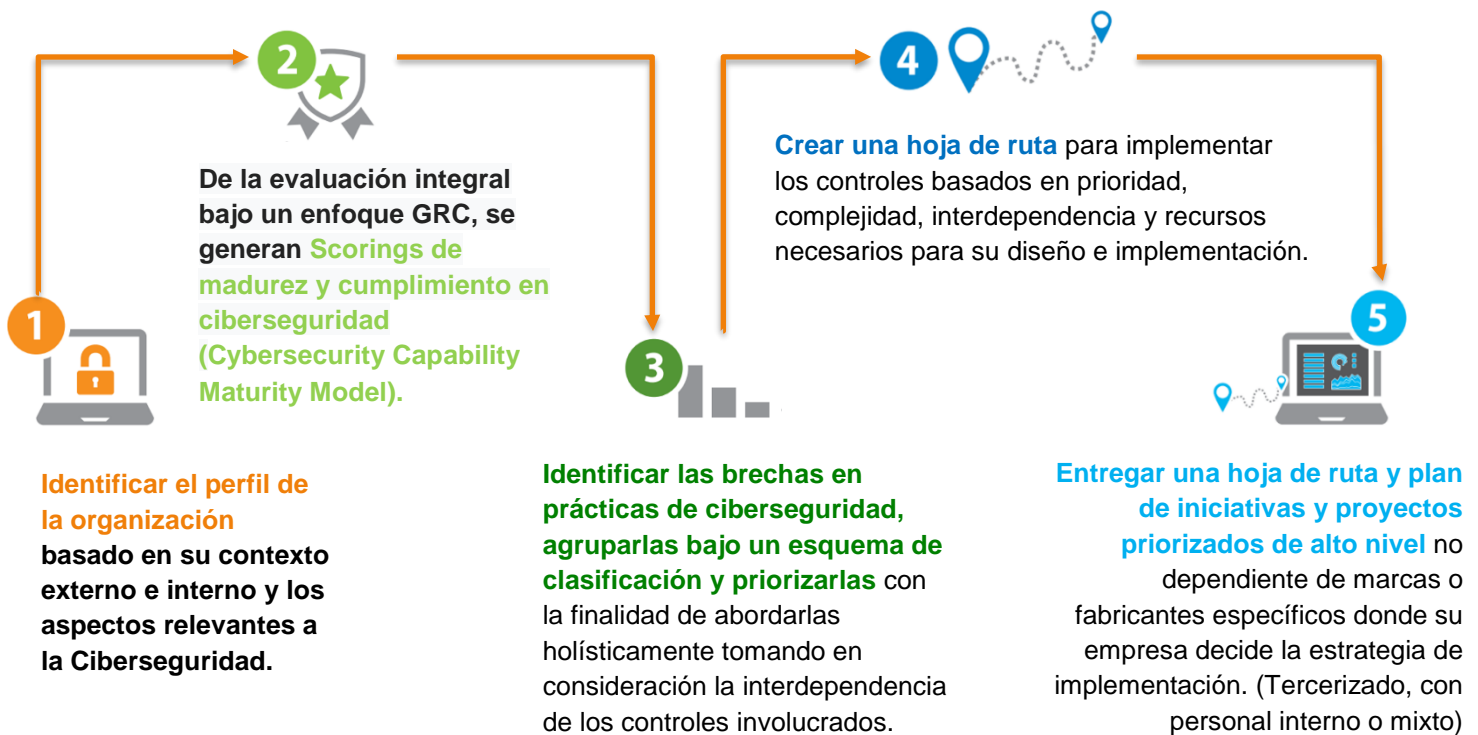 1
Identificar el perfil de
la organización
basado en su contexto
externo e interno y los
aspectos relevantes a
la Ciberseguridad.
2
De la evaluación integral
bajo un enfoque GRC, se
generan Scorings de
madurez y cumplimiento en
ciberseguridad
(Cybersecurity Capability
Maturity Model).
3
Identificar las brechas en
prácticas de ciberseguridad,
agruparlas bajo un esquema de
clasificación y priorizarlas con
la finalidad de abordarlas
holísticamente tomando en
consideración la interdependencia
de los controles involucrados.
4
Crear una hoja de ruta para implementar
los controles basados en prioridad,
complejidad, interdependencia y recursos
necesarios para su diseño e implementación.
5
Entregar una hoja de ruta y plan
de iniciativas y proyectos
priorizados de alto nivel no
dependiente de marcas o
fabricantes específicos donde su
empresa decide la estrategia de
implementación. (Tercerizado, con
personal interno o mixto)